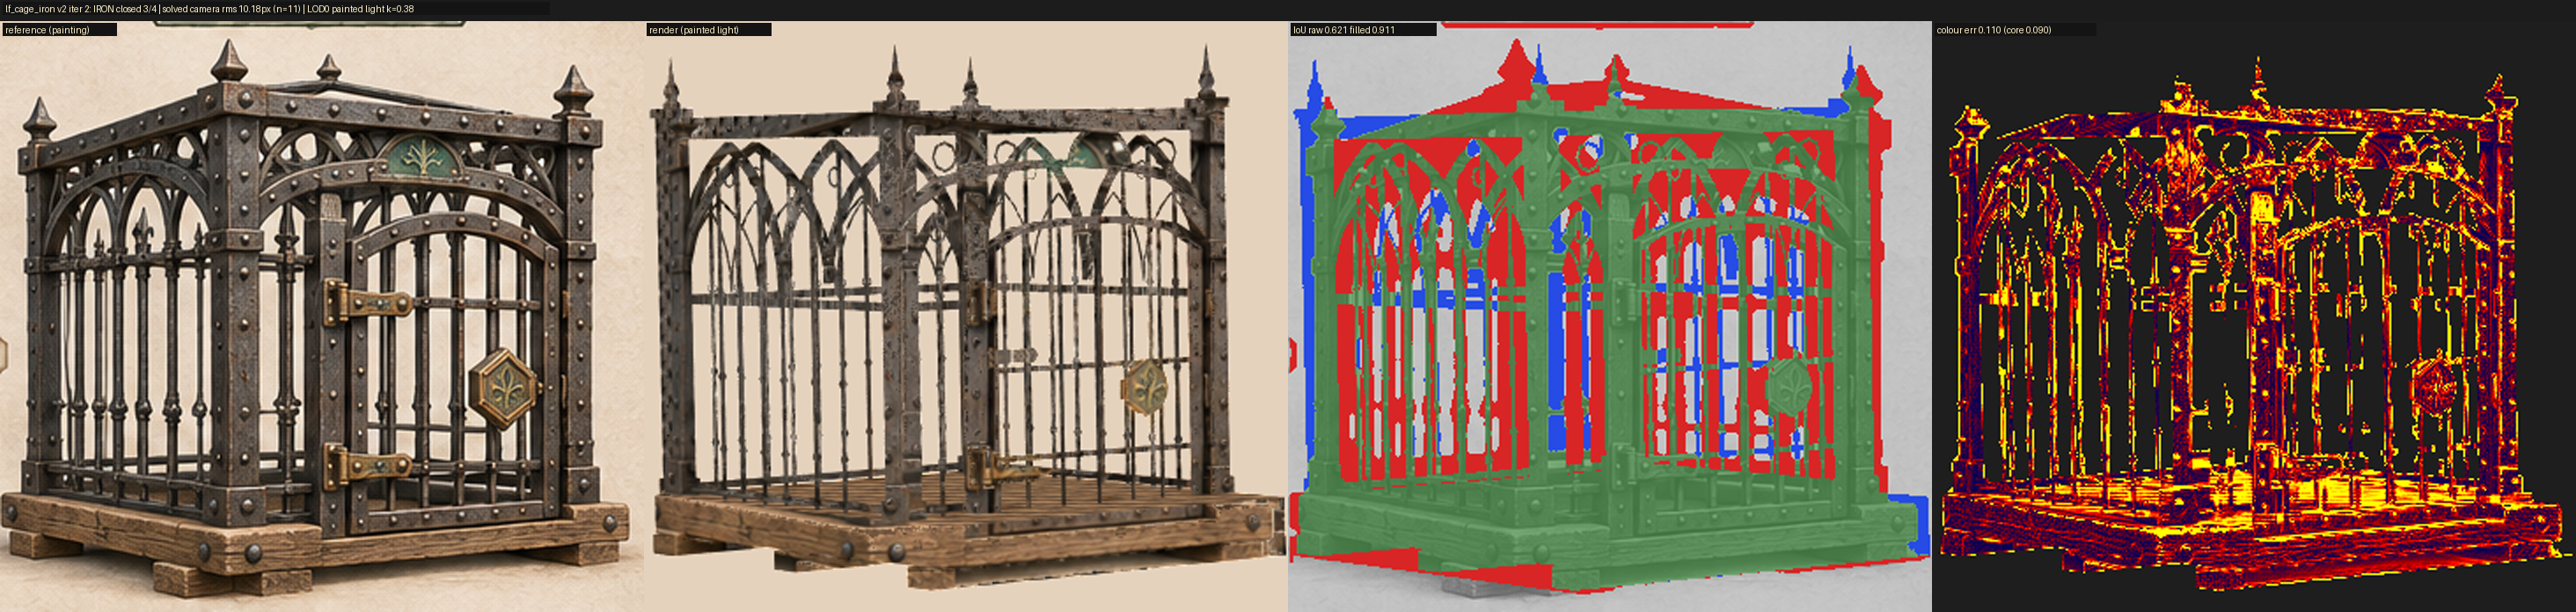 lf_cage_iron v2 iter 2: IRON closed 3/4 | solved camera rms 10.18px (n=11) | LOD0 painted light k=0.38
reference (painting)
render (painted light)
IoU raw 0.621 filled 0.911
colour err 0.110 (core 0.090)